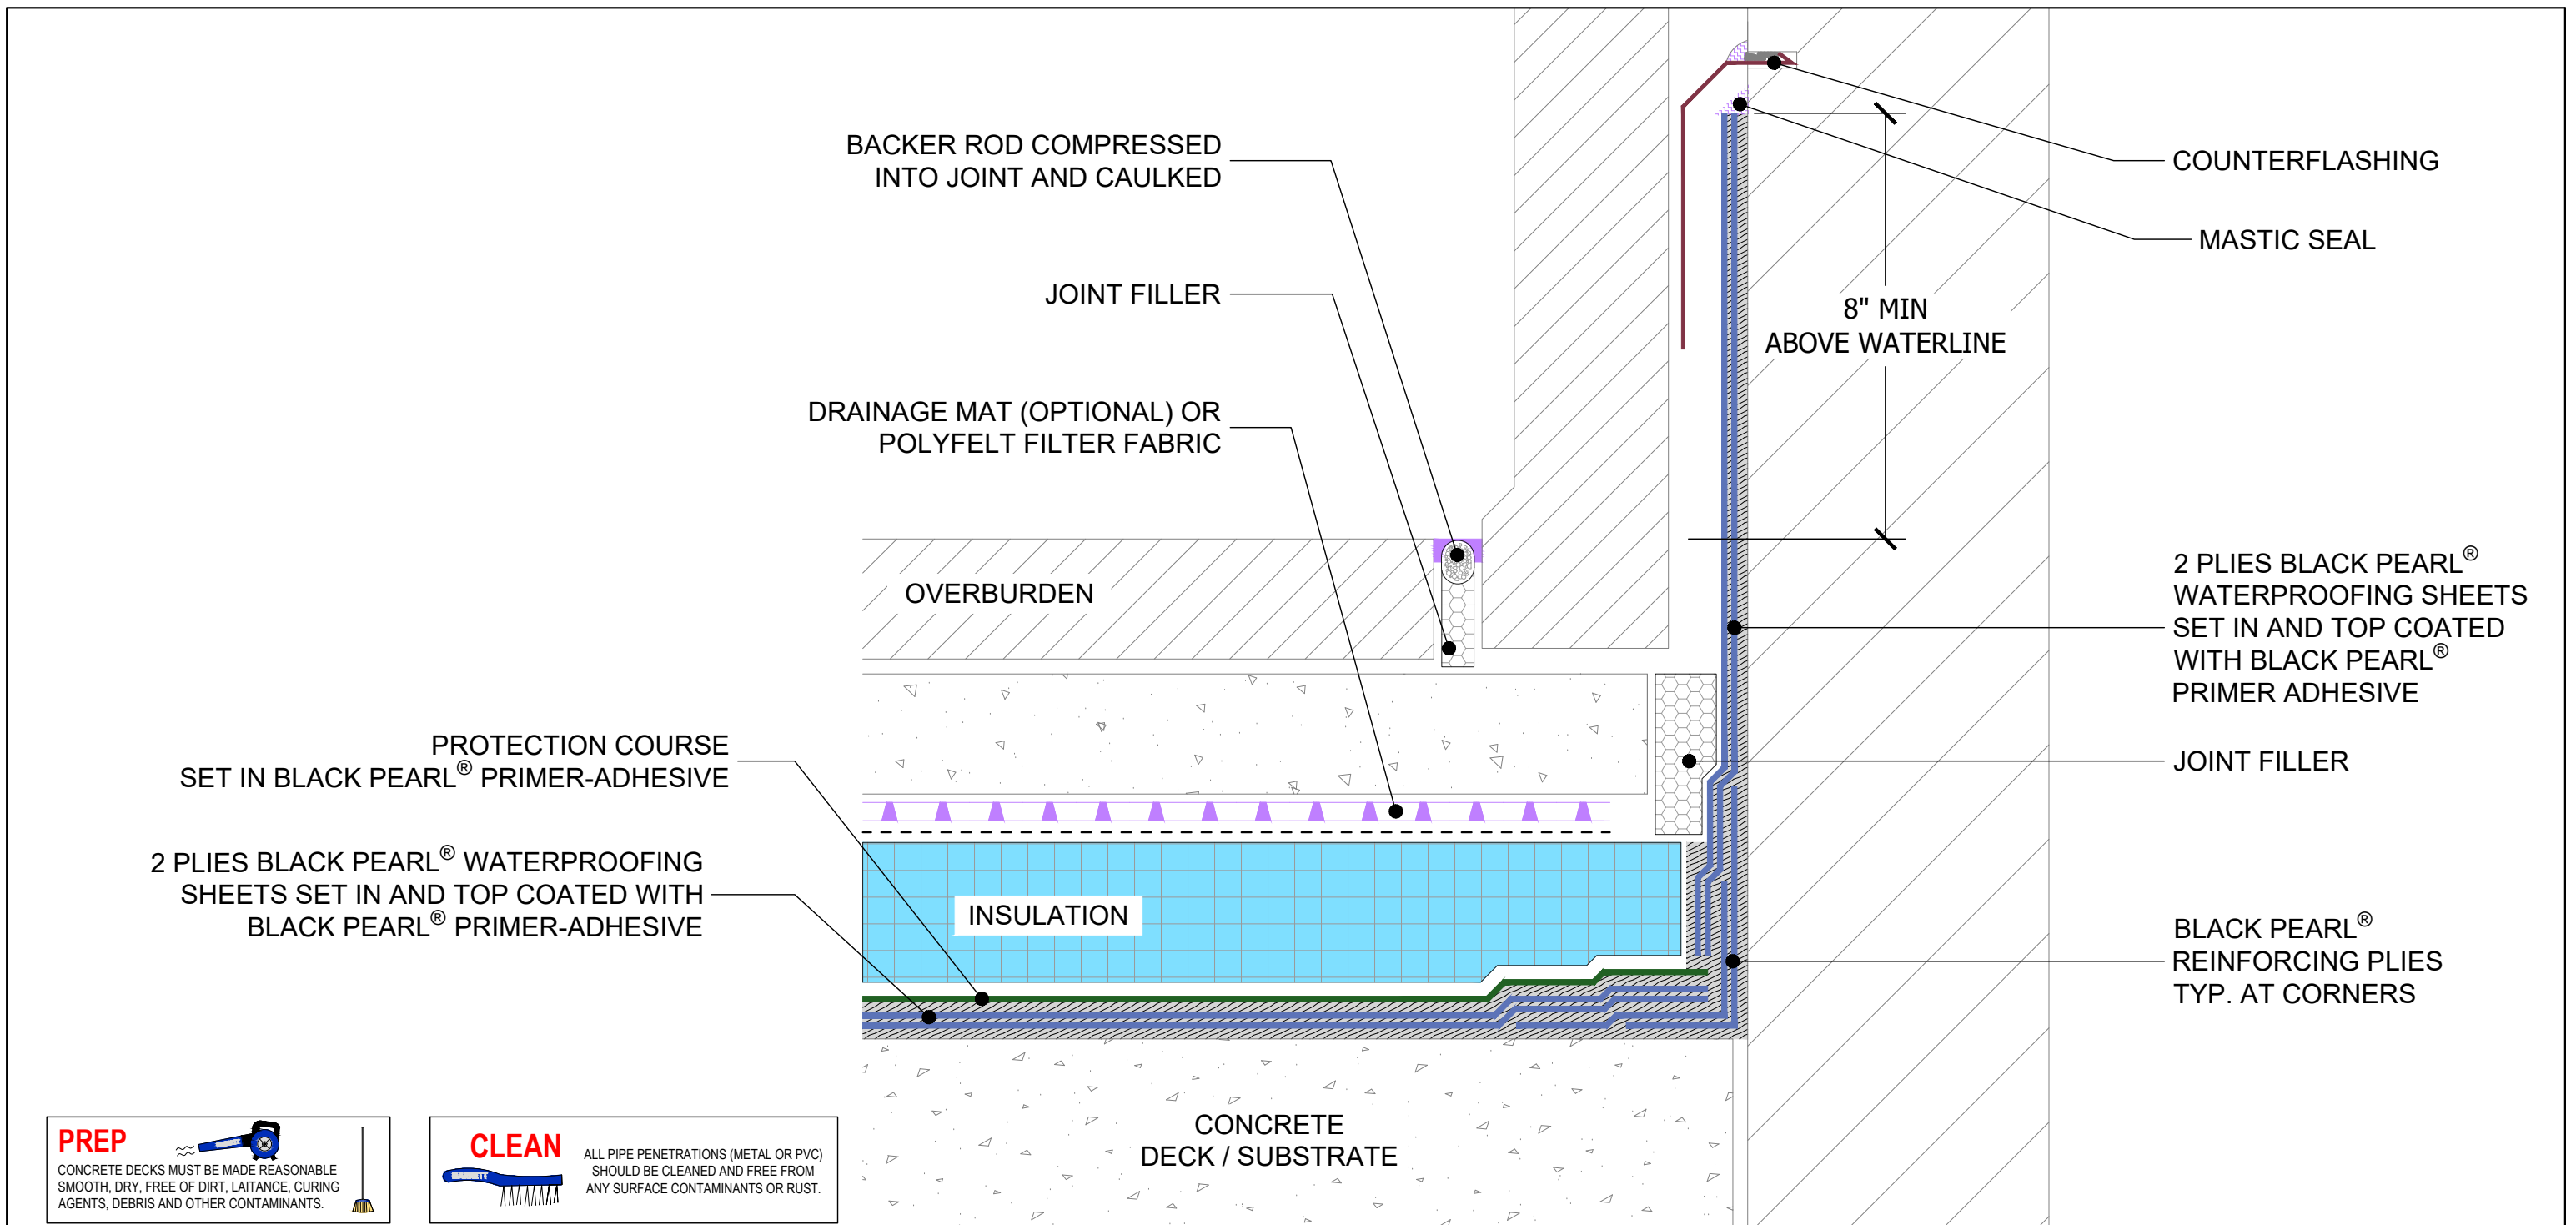 BACKER ROD COMPRESSED
INTO JOINT AND CAULKED
JOINT FILLER
DRAINAGE MAT (OPTIONAL) OR
POLYFELT FILTER FABRIC
COUNTERFLASHING
MASTIC SEAL
8" MIN
ABOVE WATERLINE
OVERBURDEN
2 PLIES BLACK PEARL®
WATERPROOFING SHEETS
SET IN AND TOP COATED
WITH BLACK PEARL®
PRIMER ADHESIVE
PROTECTION COURSE
SET IN BLACK PEARL® PRIMER-ADHESIVE
JOINT FILLER
2 PLIES BLACK PEARL® WATERPROOFING
SHEETS SET IN AND TOP COATED WITH
BLACK PEARL® PRIMER-ADHESIVE
INSULATION
BLACK PEARL®
REINFORCING PLIES
TYP. AT CORNERS
CONCRETE
DECK / SUBSTRATE
PREP
CONCRETE DECKS MUST BE MADE REASONABLE
SMOOTH, DRY, FREE OF DIRT, LAITANCE, CURING
AGENTS, DEBRIS AND OTHER CONTAMINANTS.
CLEAN
ALL PIPE PENETRATIONS (METAL OR PVC)
SHOULD BE CLEANED AND FREE FROM
ANY SURFACE CONTAMINANTS OR RUST.